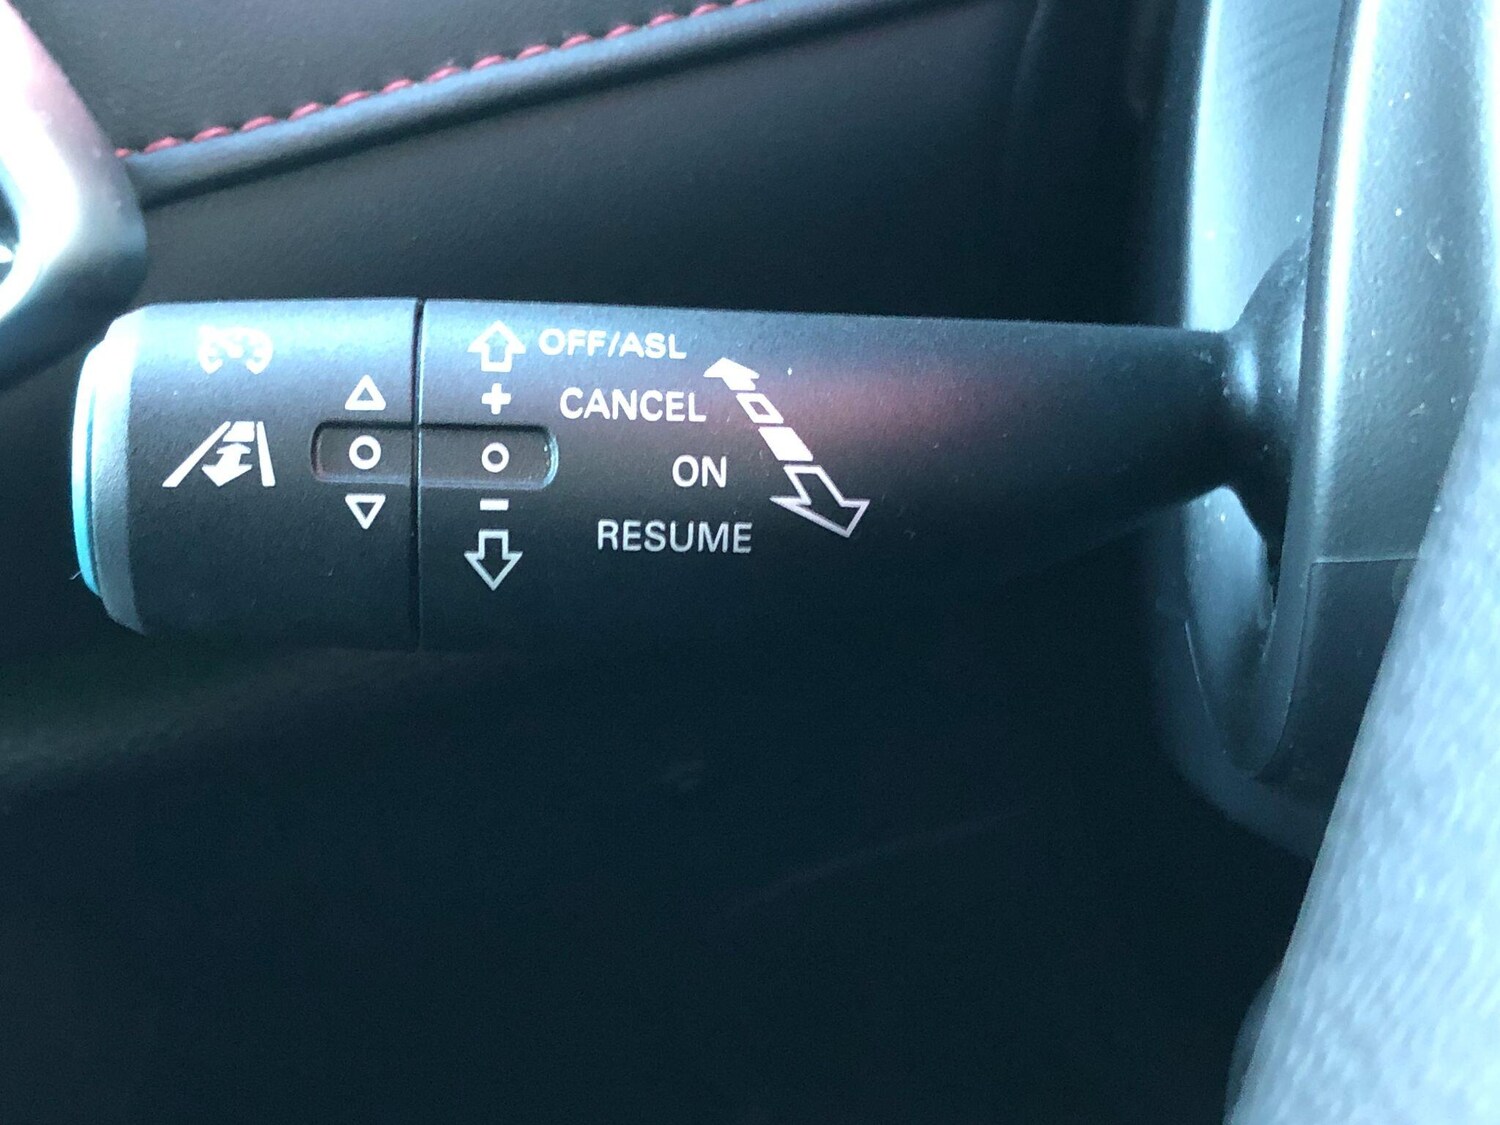 OFF/ASL
+ CANCEL
ON
- RESUME